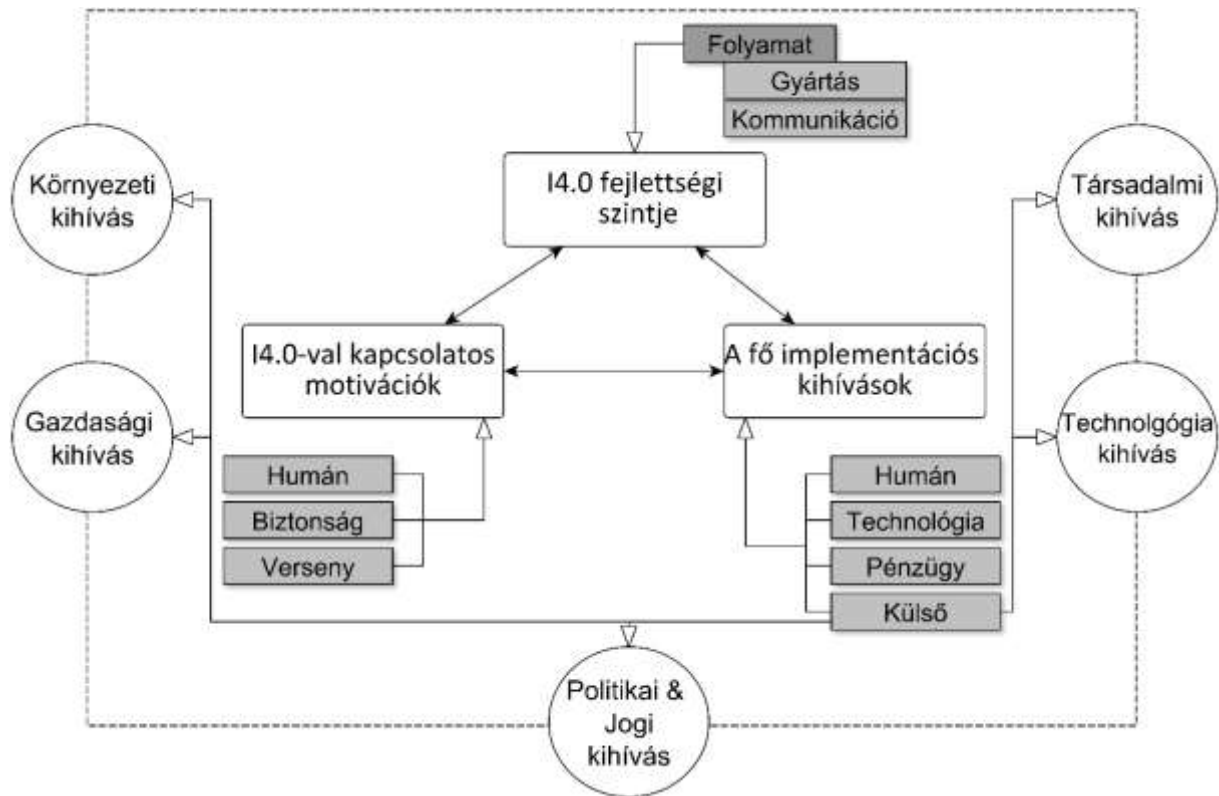 Folyamat
Gyártás
Kommunikáció
I4.0 fejlettségi
szintje
Környezeti
kihívás
Társadalmi
kihívás
I4.0-val kapcsolatos
motivációk
A fő implementációs
kihívások
Gazdasági
kihívás
Technolgógia
kihívás
Humán
Biztonság
Verseny
Humán
Technológia
Pénzügy
Külső
Politikai &
Jogi
kihívás